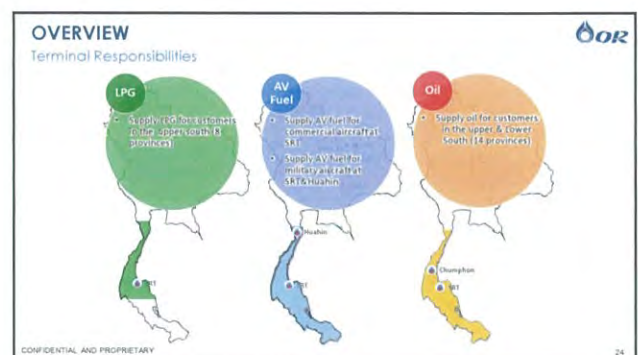 OVERVIEW
OR
Terminal Responsibilities
LPG
• Supply LPG for customers
in the upper south (8
provinces)
AV
Fuel
• Supply AV fuel for
commercial aircraft at
SRT
• Supply AV fuel for
military aircraft at
SRT&Huahin
Oil
• Supply oil for customers
in the upper & Lower
South (14 provinces)
SRT
Huahin
SRT
Chumphon
SRT
CONFIDENTIAL AND PROPRIETARY
24